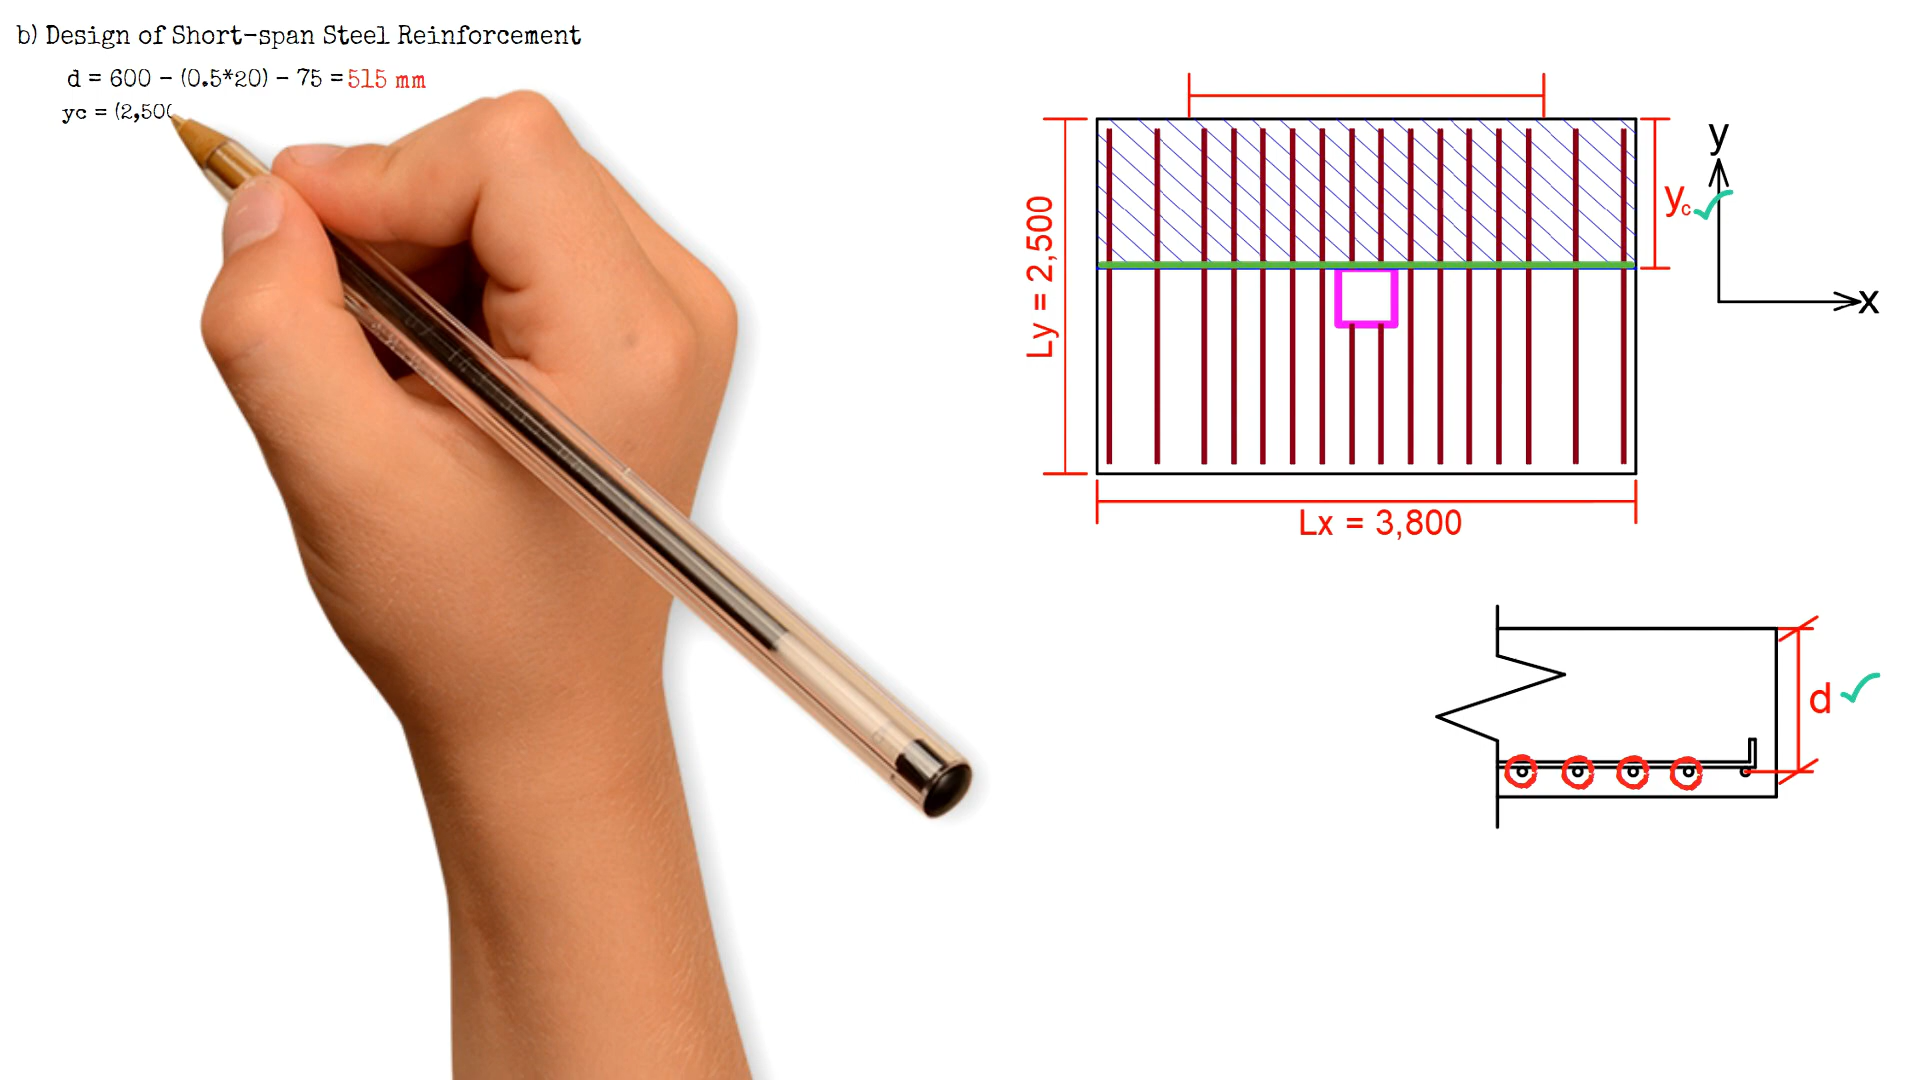 b) Design of Short-span Steel Reinforcement
d = 600 - (0.5*20) - 75 = 515 mm
yc = (2,500
Ly = 2,500
yc
y
x
Lx = 3,800
d